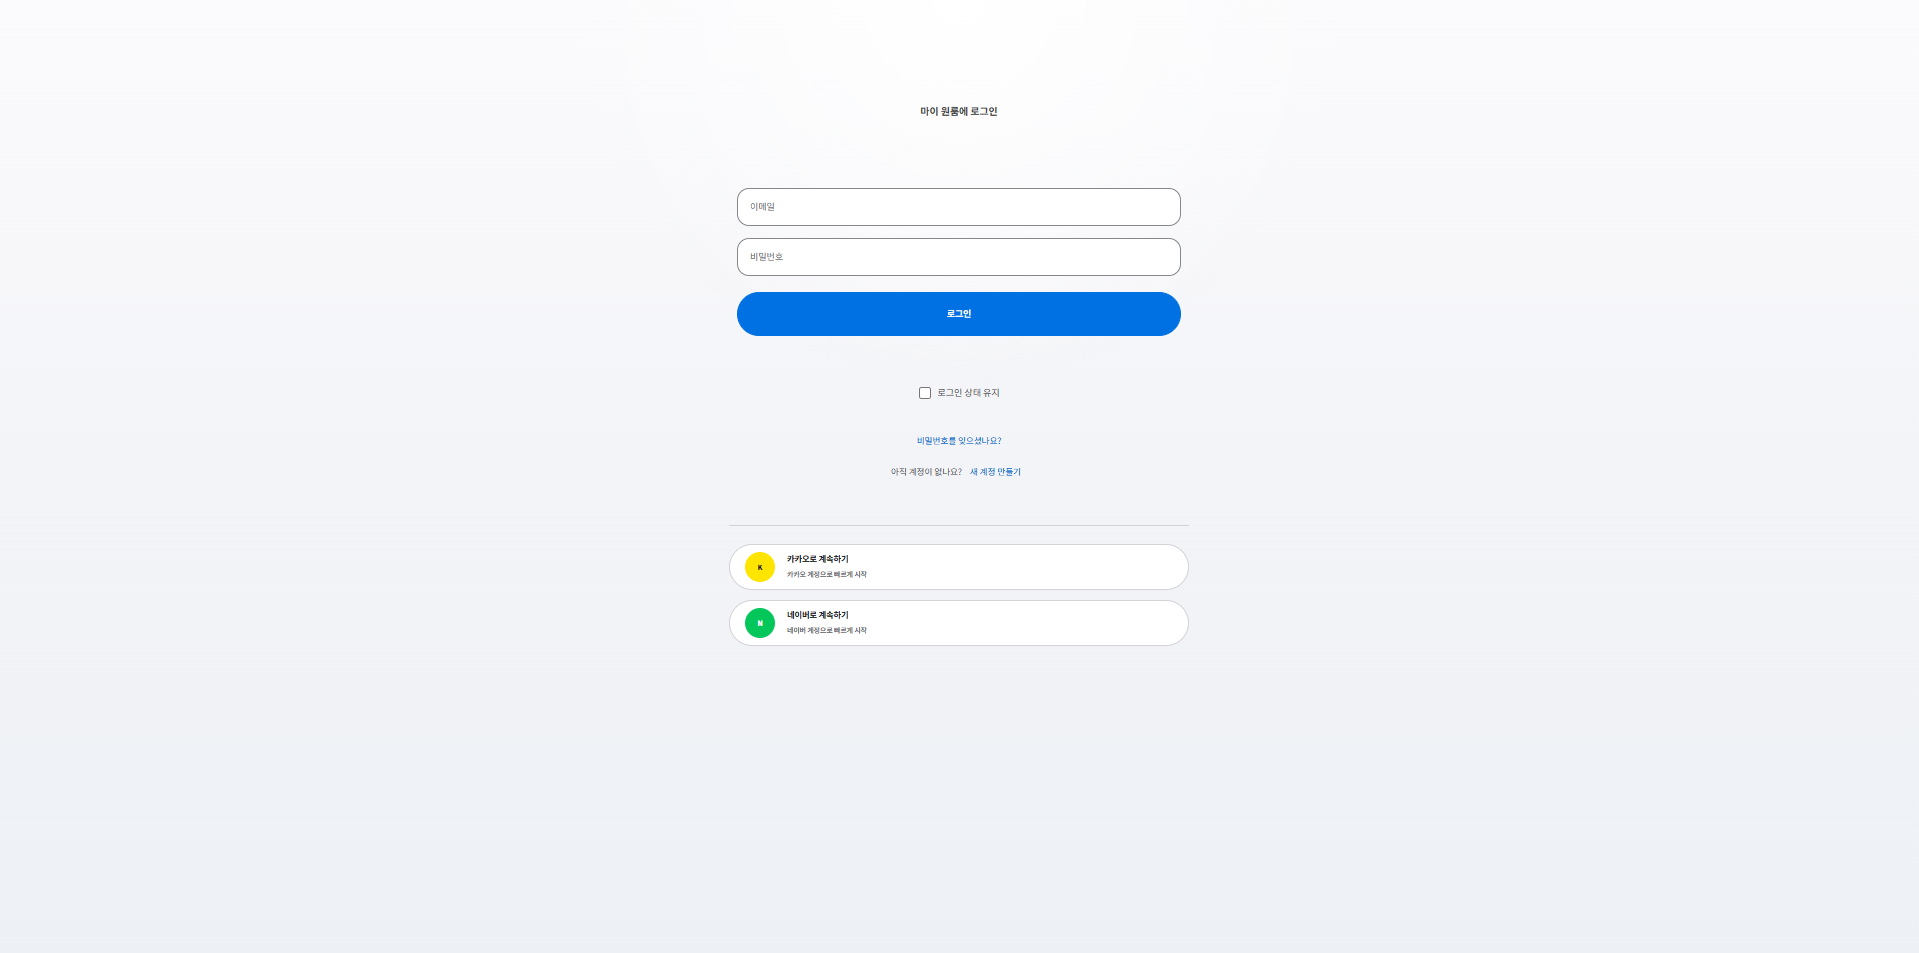 마이 원룸에 로그인
이메일
비밀번호
로그인
로그인 상태 유지
비밀번호를 잊으셨나요?
아직 계정이 없나요? 새 계정 만들기
K
카카오로 계속하기
카카오 계정으로 빠르게 시작
N
네이버로 계속하기
네이버 계정으로 빠르게 시작